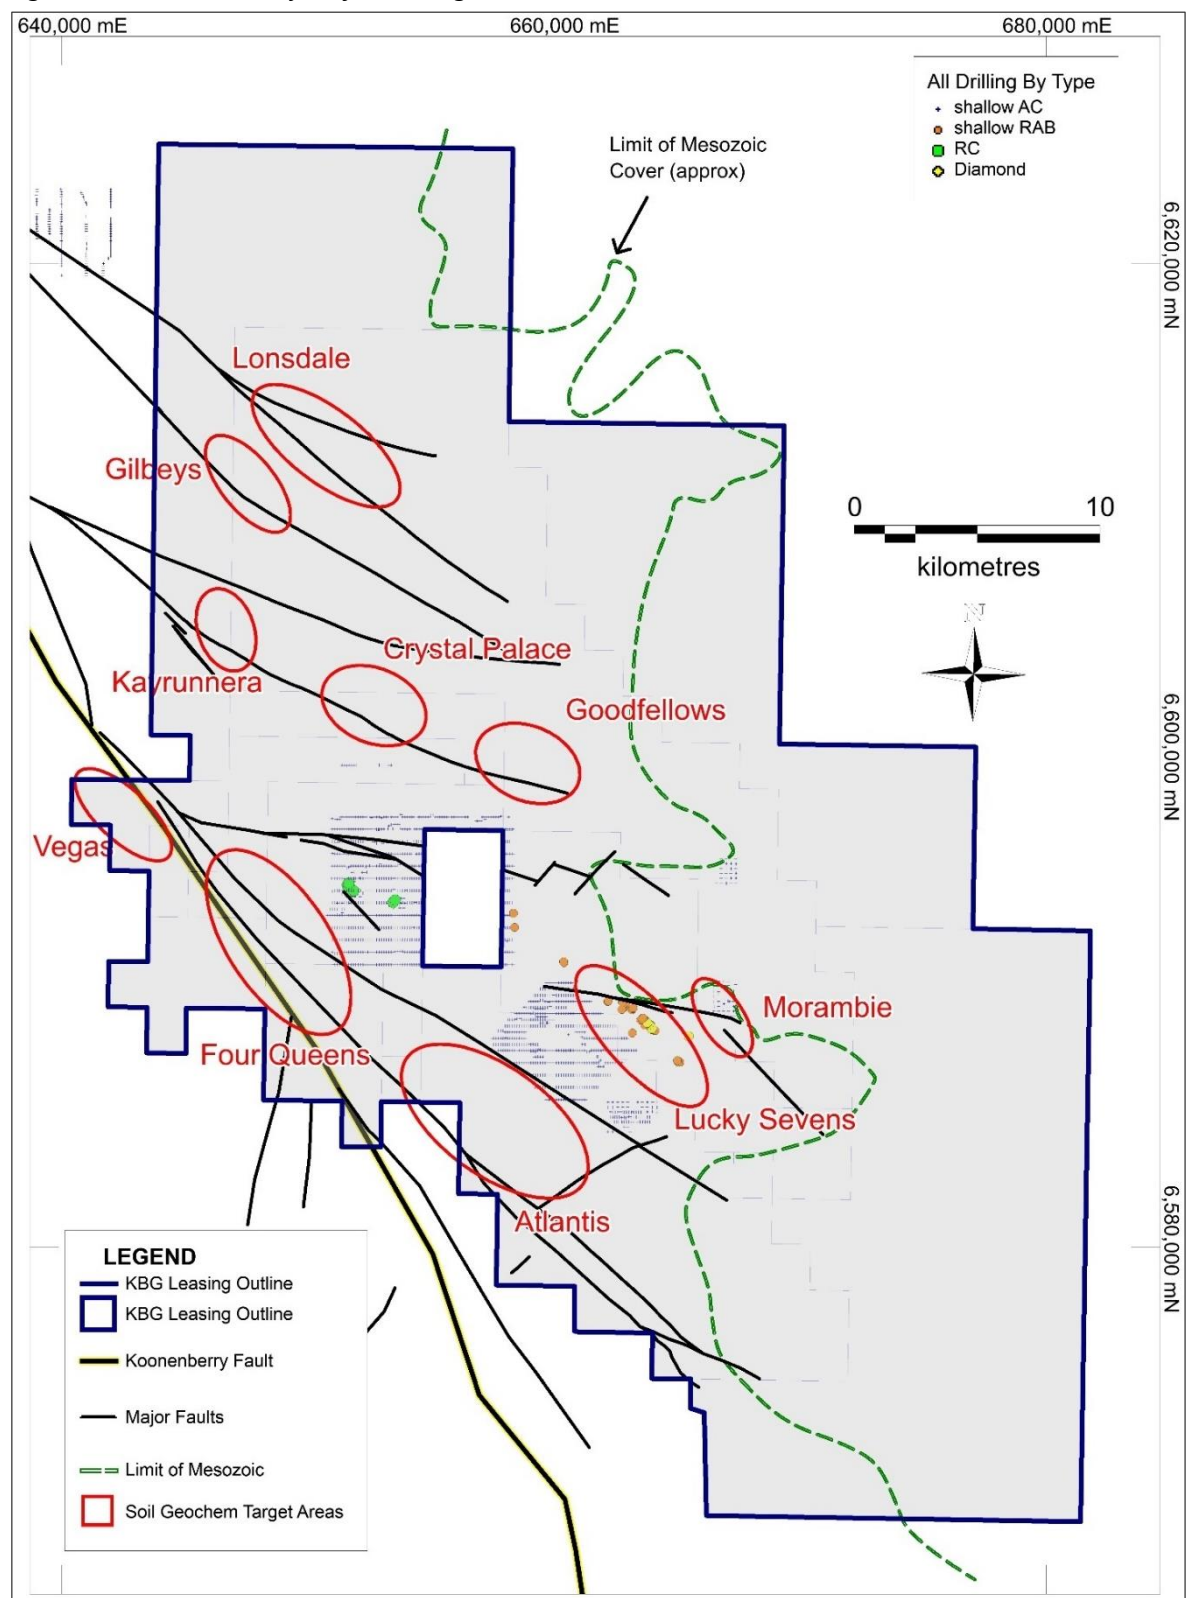 640,000 mE
660,000 mE
680,000 mE
All Drilling By Type
shallow AC
shallow RAB
RC
Diamond
Limit of Mesozoic
Cover (approx)
6,620,000 mN
Lonsdale
Gilbeys
0
10
kilometres
N
Crystal Palace
Kayrunnera
Goodfellows
6,600,000 mN
Vegas
Morambie
Four Queens
Lucky Sevens
Atlantis
6,580,000 mN
LEGEND
KBG Leasing Outline
KBG Leasing Outline
Koonenberry Fault
Major Faults
Limit of Mesozoic
Soil Geochem Target Areas